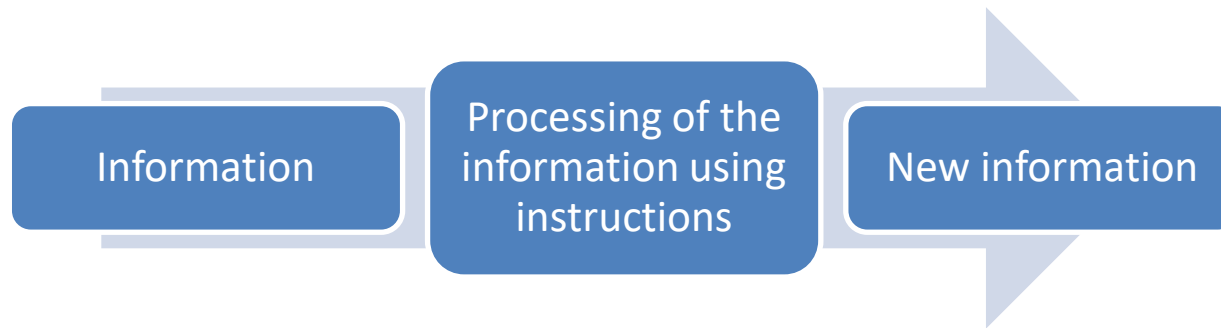 Information
Processing of the
information using
instructions
New information